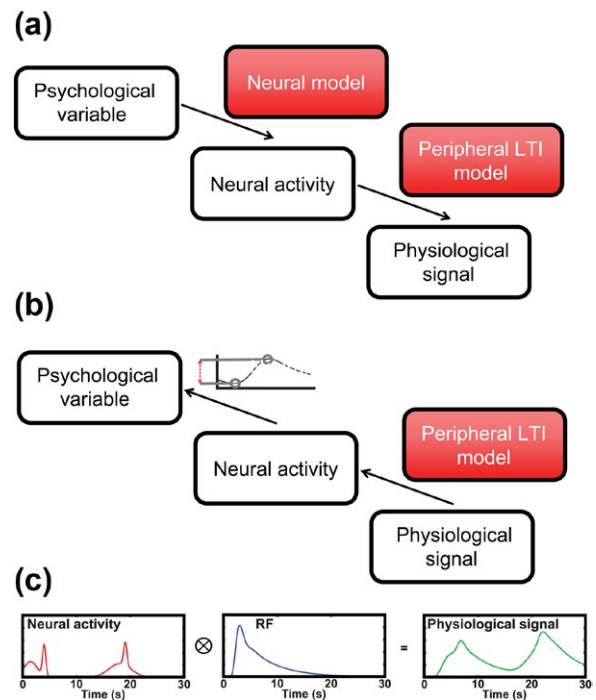 (a)
Psychological
variable
Neural model
Neural activity
Peripheral LTI
model
Physiological
signal
(b)
Psychological
variable
Neural activity
Peripheral LTI
model
Physiological
signal
(c)
Neural activity
0 10 20 30
Time (s)
⊗
RF
0 10 20 30
Time (s)
=
Physiological signal
0 10 20 30
Time (s)